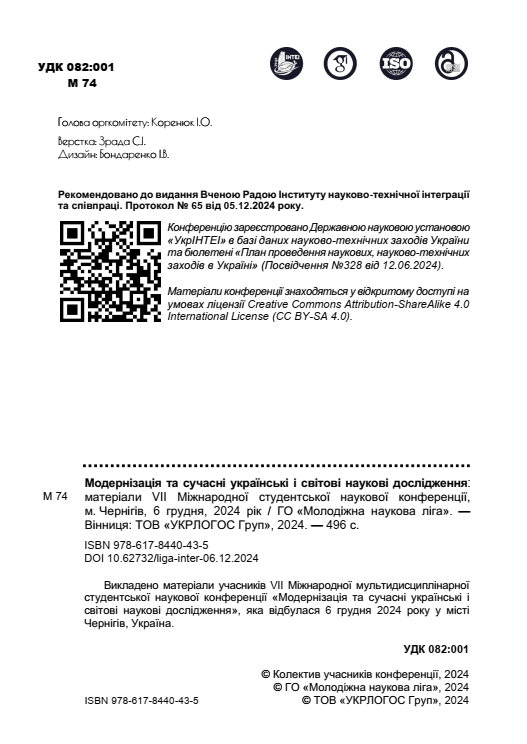 УДК 082:001
М 74
ІНТЕІ
ISO
Голова оргкомітету: Коренюк І.О.
Верстка: Зрада С.І.
Дизайн: Бондаренко І.В.
Рекомендовано до видання Вченою Радою Інституту науково-технічної інтеграції
та співпраці. Протокол № 65 від 05.12.2024 року.
Конференцію зареєстровано Державною науковою установою
«УкрІНТЕІ» в базі даних науково-технічних заходів України
та бюлетені «План проведення наукових, науково-технічних
заходів в Україні» (Посвідчення №328 від 12.06.2024).
Матеріали конференції знаходяться у відкритому доступі на
умовах ліцензії Creative Commons Attribution-ShareAlike 4.0
International License (CC BY-SA 4.0).
Модернізація та сучасні українські і світові наукові дослідження:
М 74 матеріали VII Міжнародної студентської наукової конференції,
м. Чернігів, 6 грудня, 2024 рік / ГО «Молодіжна наукова ліга». —
Вінниця: ТОВ «УКРЛОГОС Груп», 2024. — 496 с.
ISBN 978-617-8440-43-5
DOI 10.62732/liga-inter-06.12.2024
Викладено матеріали учасників VII Міжнародної мультидисциплінарної
студентської наукової конференції «Модернізація та сучасні українські і
світові наукові дослідження», яка відбулася 6 грудня 2024 року у місті
Чернігів, Україна.
УДК 082:001
© Колектив учасників конференції, 2024
© ГО «Молодіжна наукова ліга», 2024
ISBN 978-617-8440-43-5 © ТОВ «УКРЛОГОС Груп», 2024